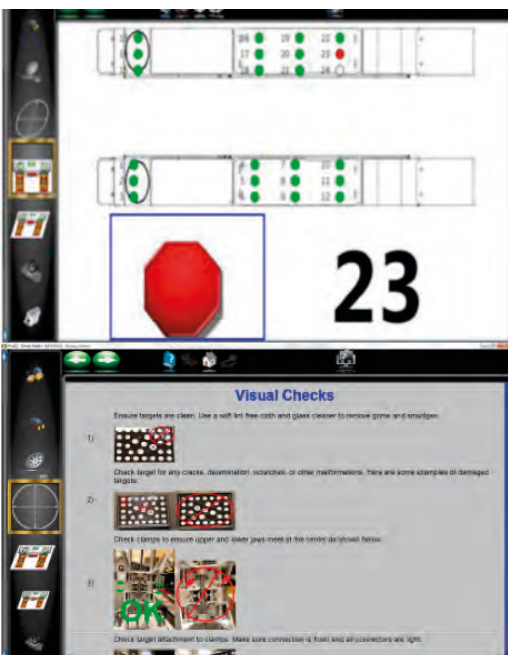 16 19 22
17 20 23
18 21 24
4 7 10
5 8 11
6 9 12
23
Visual Checks
Ensure targets are clean. Use a soft lint free cloth and glass cleaner to remove grime and smudges.
1)
Check target for any cracks, delamination, scratches, or other malformations. Here are some examples of damaged
targets.
2)
Check clamps to ensure upper and lower jaws meet at the center as shown below.
3)
OK
Check target attachment to clamps. Make sure connection is flush and all connectors are tight.